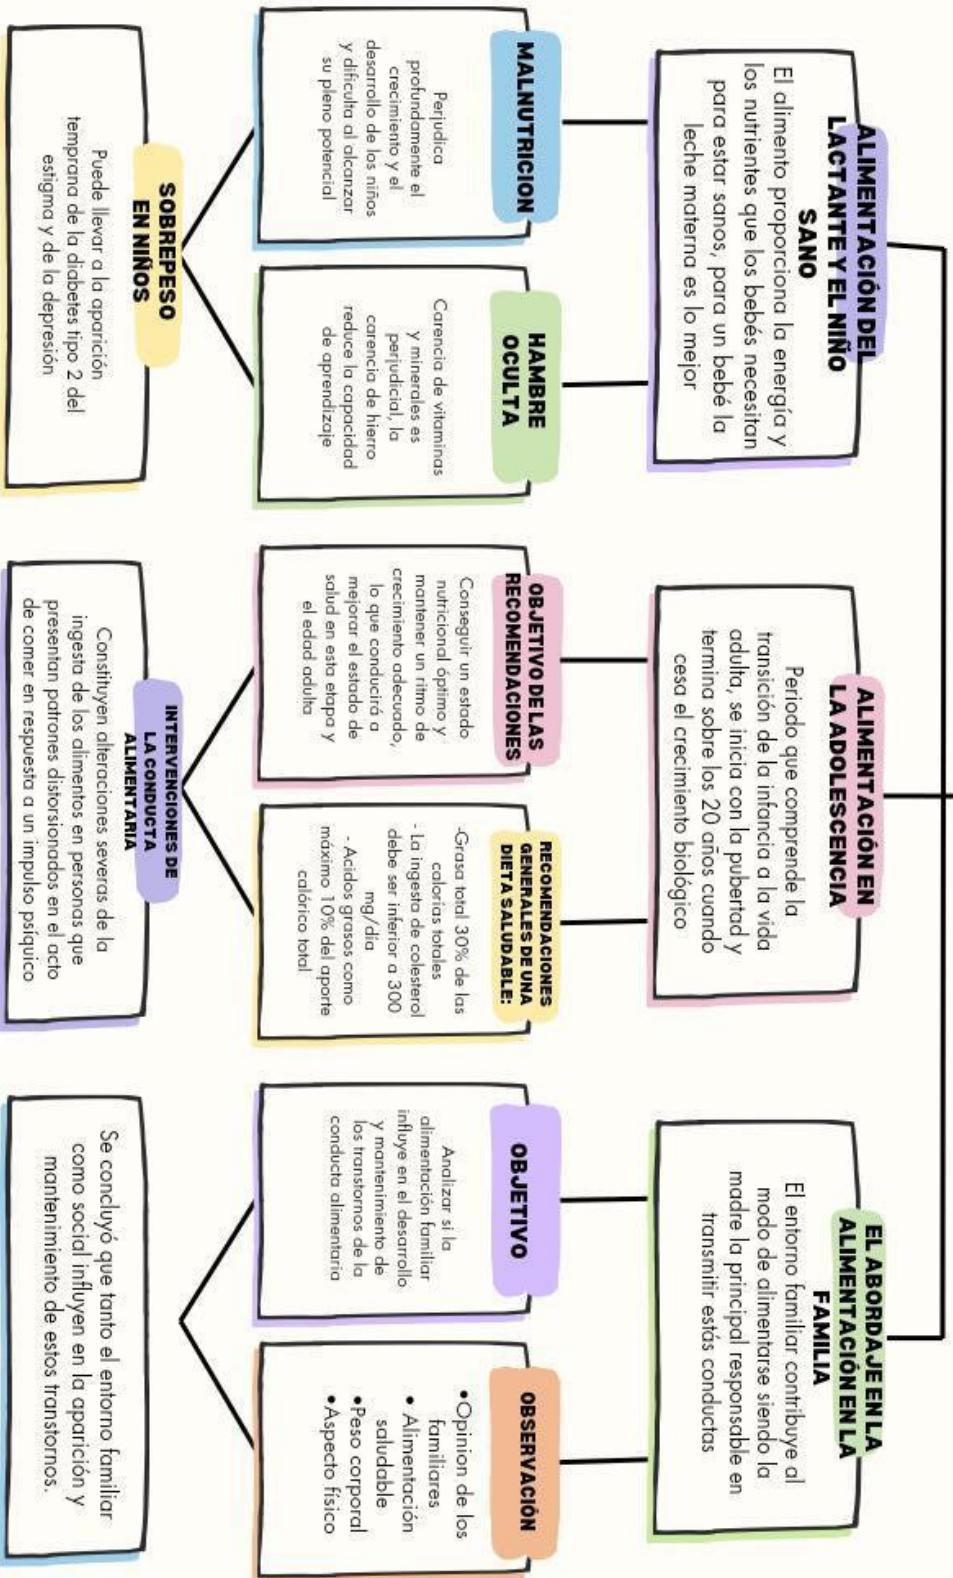 ALIMENTACIÓN DEL
LACTANTE Y EL NIÑO
SANO
El alimento proporciona la energía y
los nutrientes que los bebés necesitan
para estar sanos, para un bebé la
leche materna es lo mejor
MALNUTRICION
Perjudica
profundamente el
crecimiento y el
desarrollo de los niños
y dificulta al alcanzar
su pleno potencial
HAMBRE
OCULTA
Carencia de vitaminas
y minerales es
perjudicial, la
carencia de hierro
reduce la capacidad
de aprendizaje
SOBREPESO
EN NIÑOS
Puede llevar a la aparición
temprana de la diabetes tipo 2 del
estigma y de la depresión
ALIMENTACIÓN EN
LA ADOLESCENCIA
Periodo que comprende la
transición de la infancia a la vida
adulta, se inicia con la pubertad y
termina sobre los 20 años cuando
cesa el crecimiento biológico
OBJETIVO DE LAS
RECOMENDACIONES
Conseguir un estado
nutricional óptimo y
mantener un ritmo de
crecimiento adecuado,
lo que conducirá a
mejorar el estado de
salud en esta etapa y
el edad adulta
RECOMENDACIONES
GENERALES DE UNA
DIETA SALUDABLE:
-Grasa total 30% de las
calorías totales
- La ingesta de colesterol
debe ser inferior a 300
mg/dia
- Acidos grasos como
máximo 10% del aporte
calórico total
INTERVENCIONES DE
LA CONDUCTA
ALIMENTARIA
Constituyen alteraciones severas de la
ingesta de los alimentos en personas que
presentan patrones distorsionados en el acto
de comer en respuesta a un impulso psíquico
EL ABORDAJE EN LA
ALIMENTACIÓN EN LA
FAMILIA
El entorno familiar contribuye al
modo de alimentarse siendo la
madre la principal responsable en
transmitir estás conductas
OBJETIVO
Analizar si la
alimentación familiar
influye en el desarrollo
y mantenimiento de
los transtornos de la
conducta alimentaria
OBSERVACIÓN
•Opinion de los
familiares
• Alimentación
saludable
•Peso corporal
•Aspecto físico
Se concluyó que tanto el entorno familiar
como social influyen en la aparición y
mantenimiento de estos transtornos.